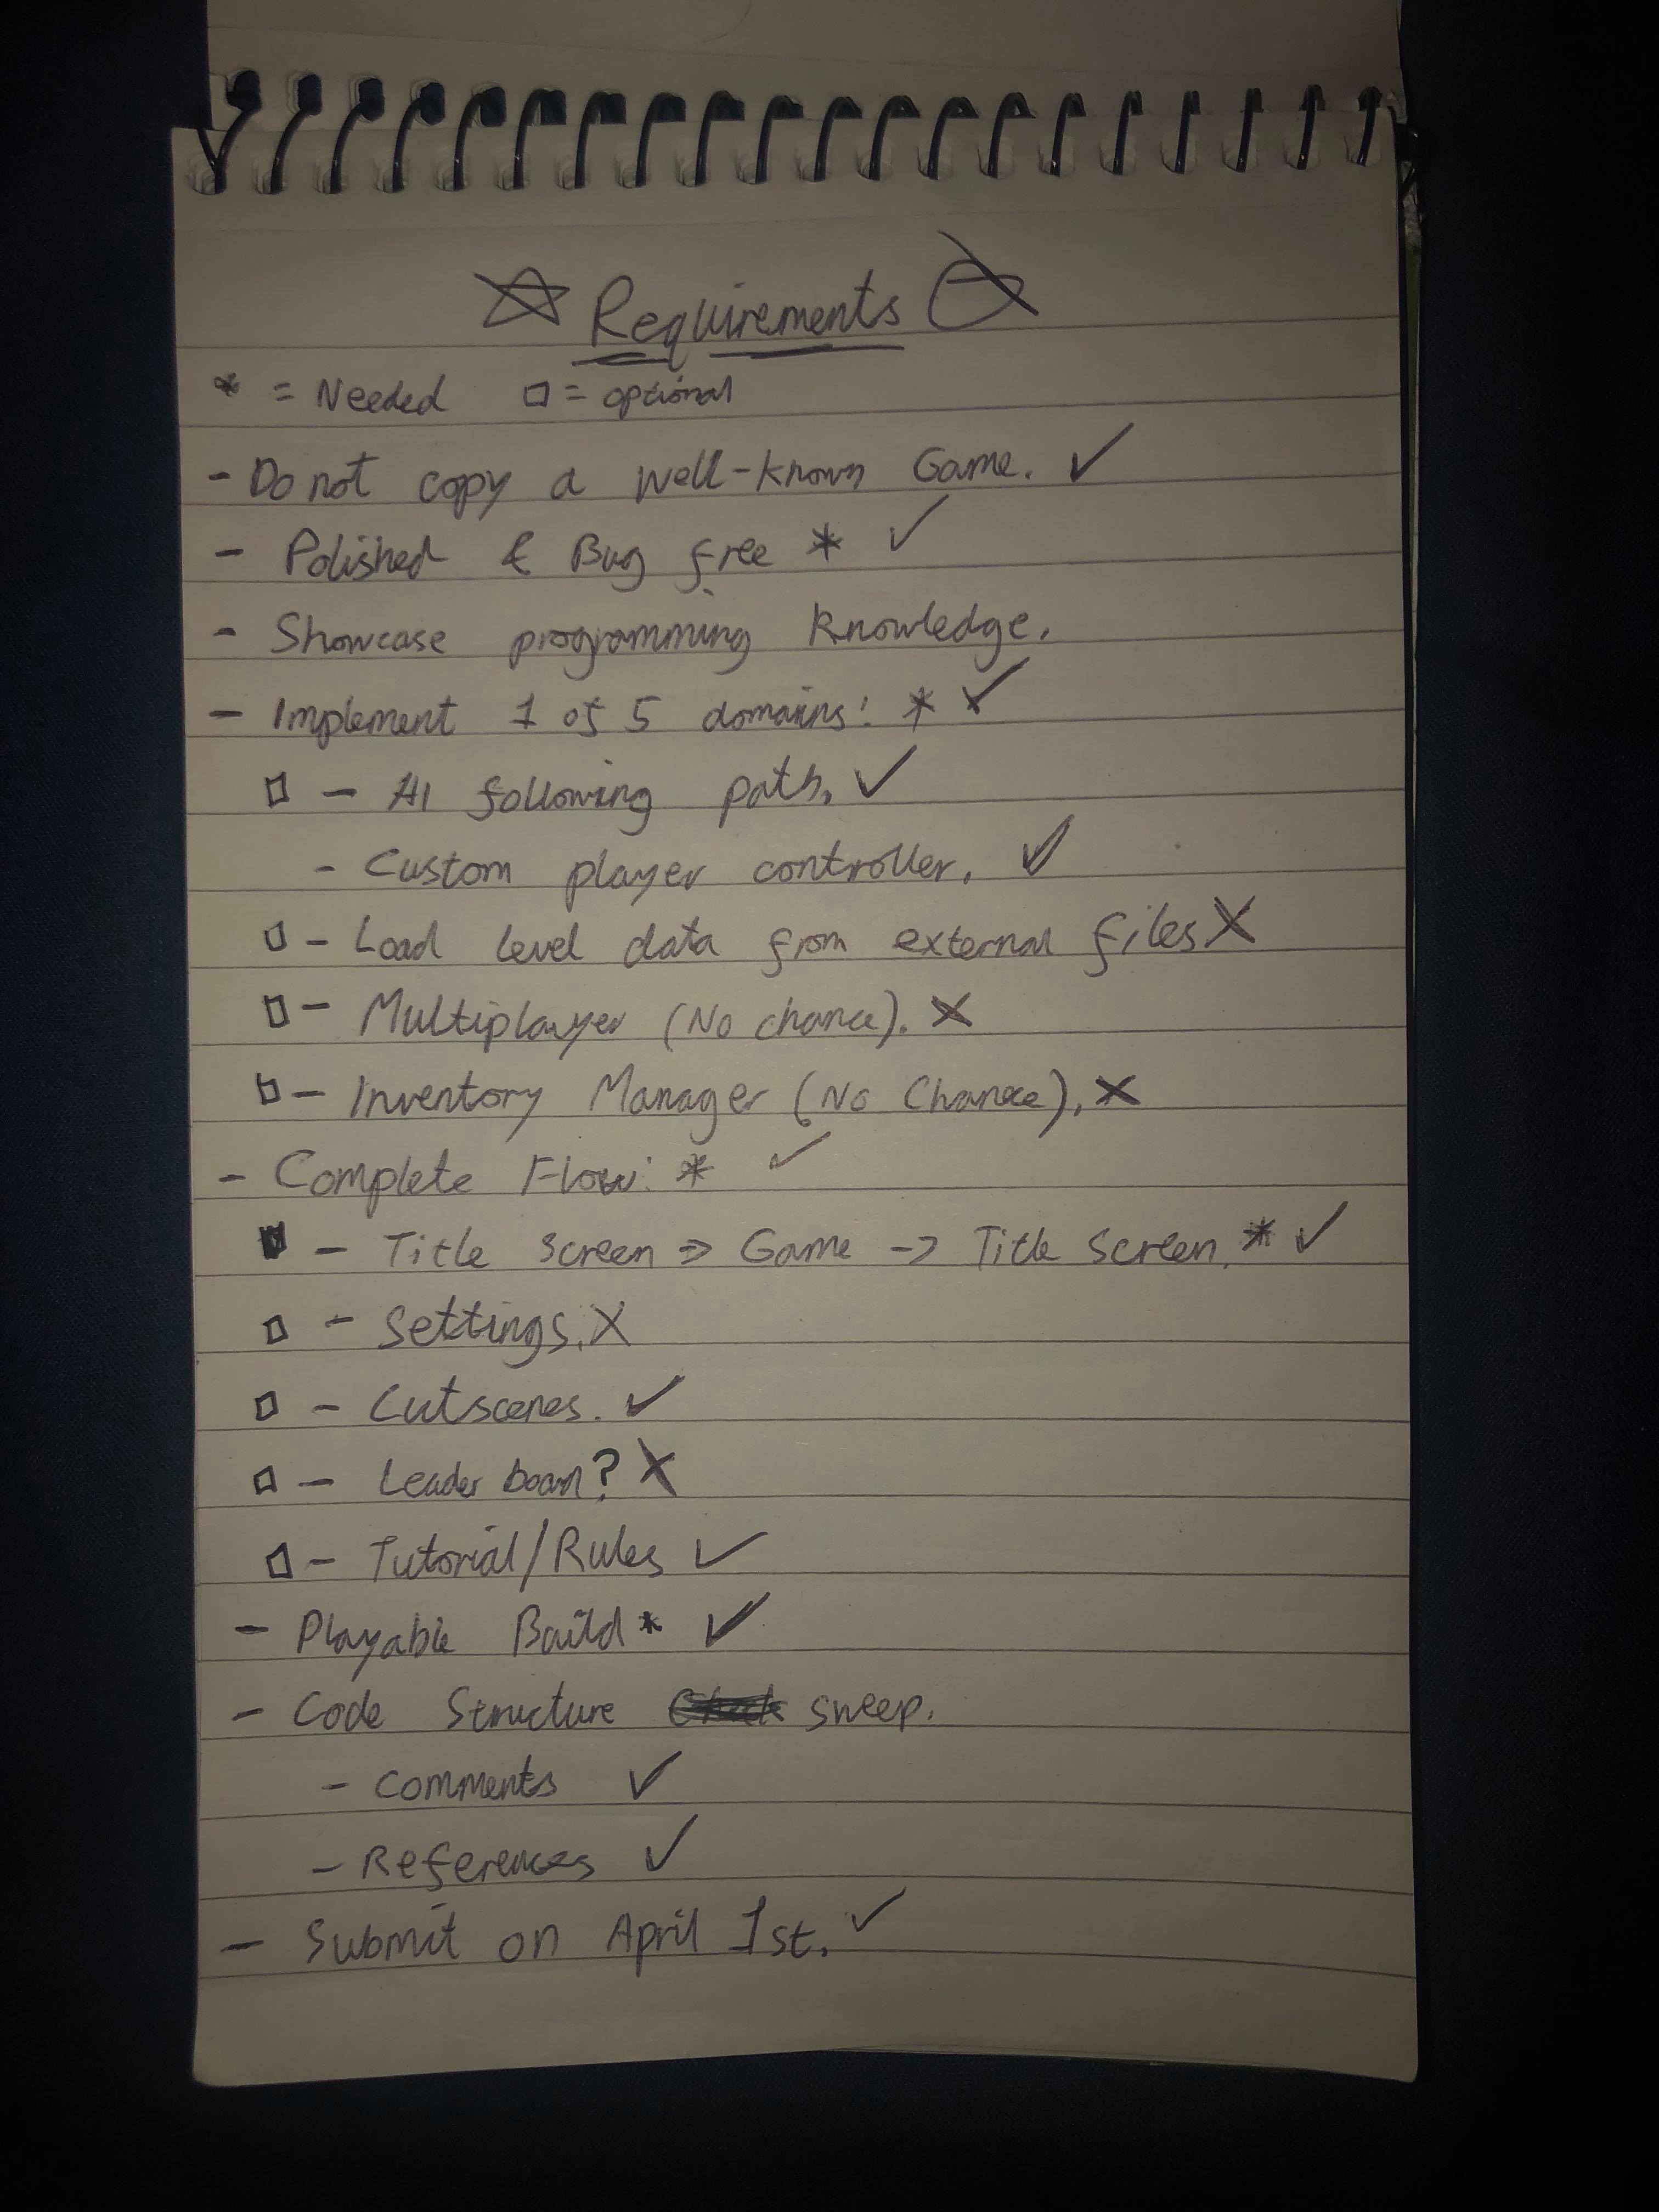 Requirements
* = Needed □ = optional
- Do not copy a well-known Game. ✓
- Polished & Bug free * ✓
- Showcase programming knowledge.
- Implement 1 of 5 domains: * ✓
□ - AI following path. ✓
- Custom player controller. ✓
□ - Load level data from external files X
□ - Multiplayer (No chance). X
□ - Inventory Manager (No Chance). X
- Complete Flow: * ✓
- Title screen => Game -> Title screen. * ✓
□ - Settings. X
□ - Cutscenes. ✓
□ - Leader board? X
□ - Tutorial/Rules ✓
- Playable Build * ✓
- Code Structure sweep.
- Comments ✓
- References ✓
- Submit on April 1st. ✓